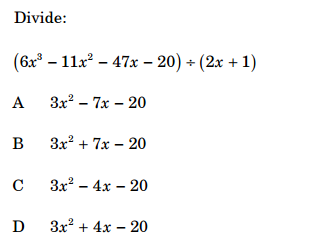 Divide:
(6x³ − 11x² − 47x − 20) ÷ (2x + 1)
A 3x² − 7x − 20
B 3x² + 7x − 20
C 3x² − 4x − 20
D 3x² + 4x − 20